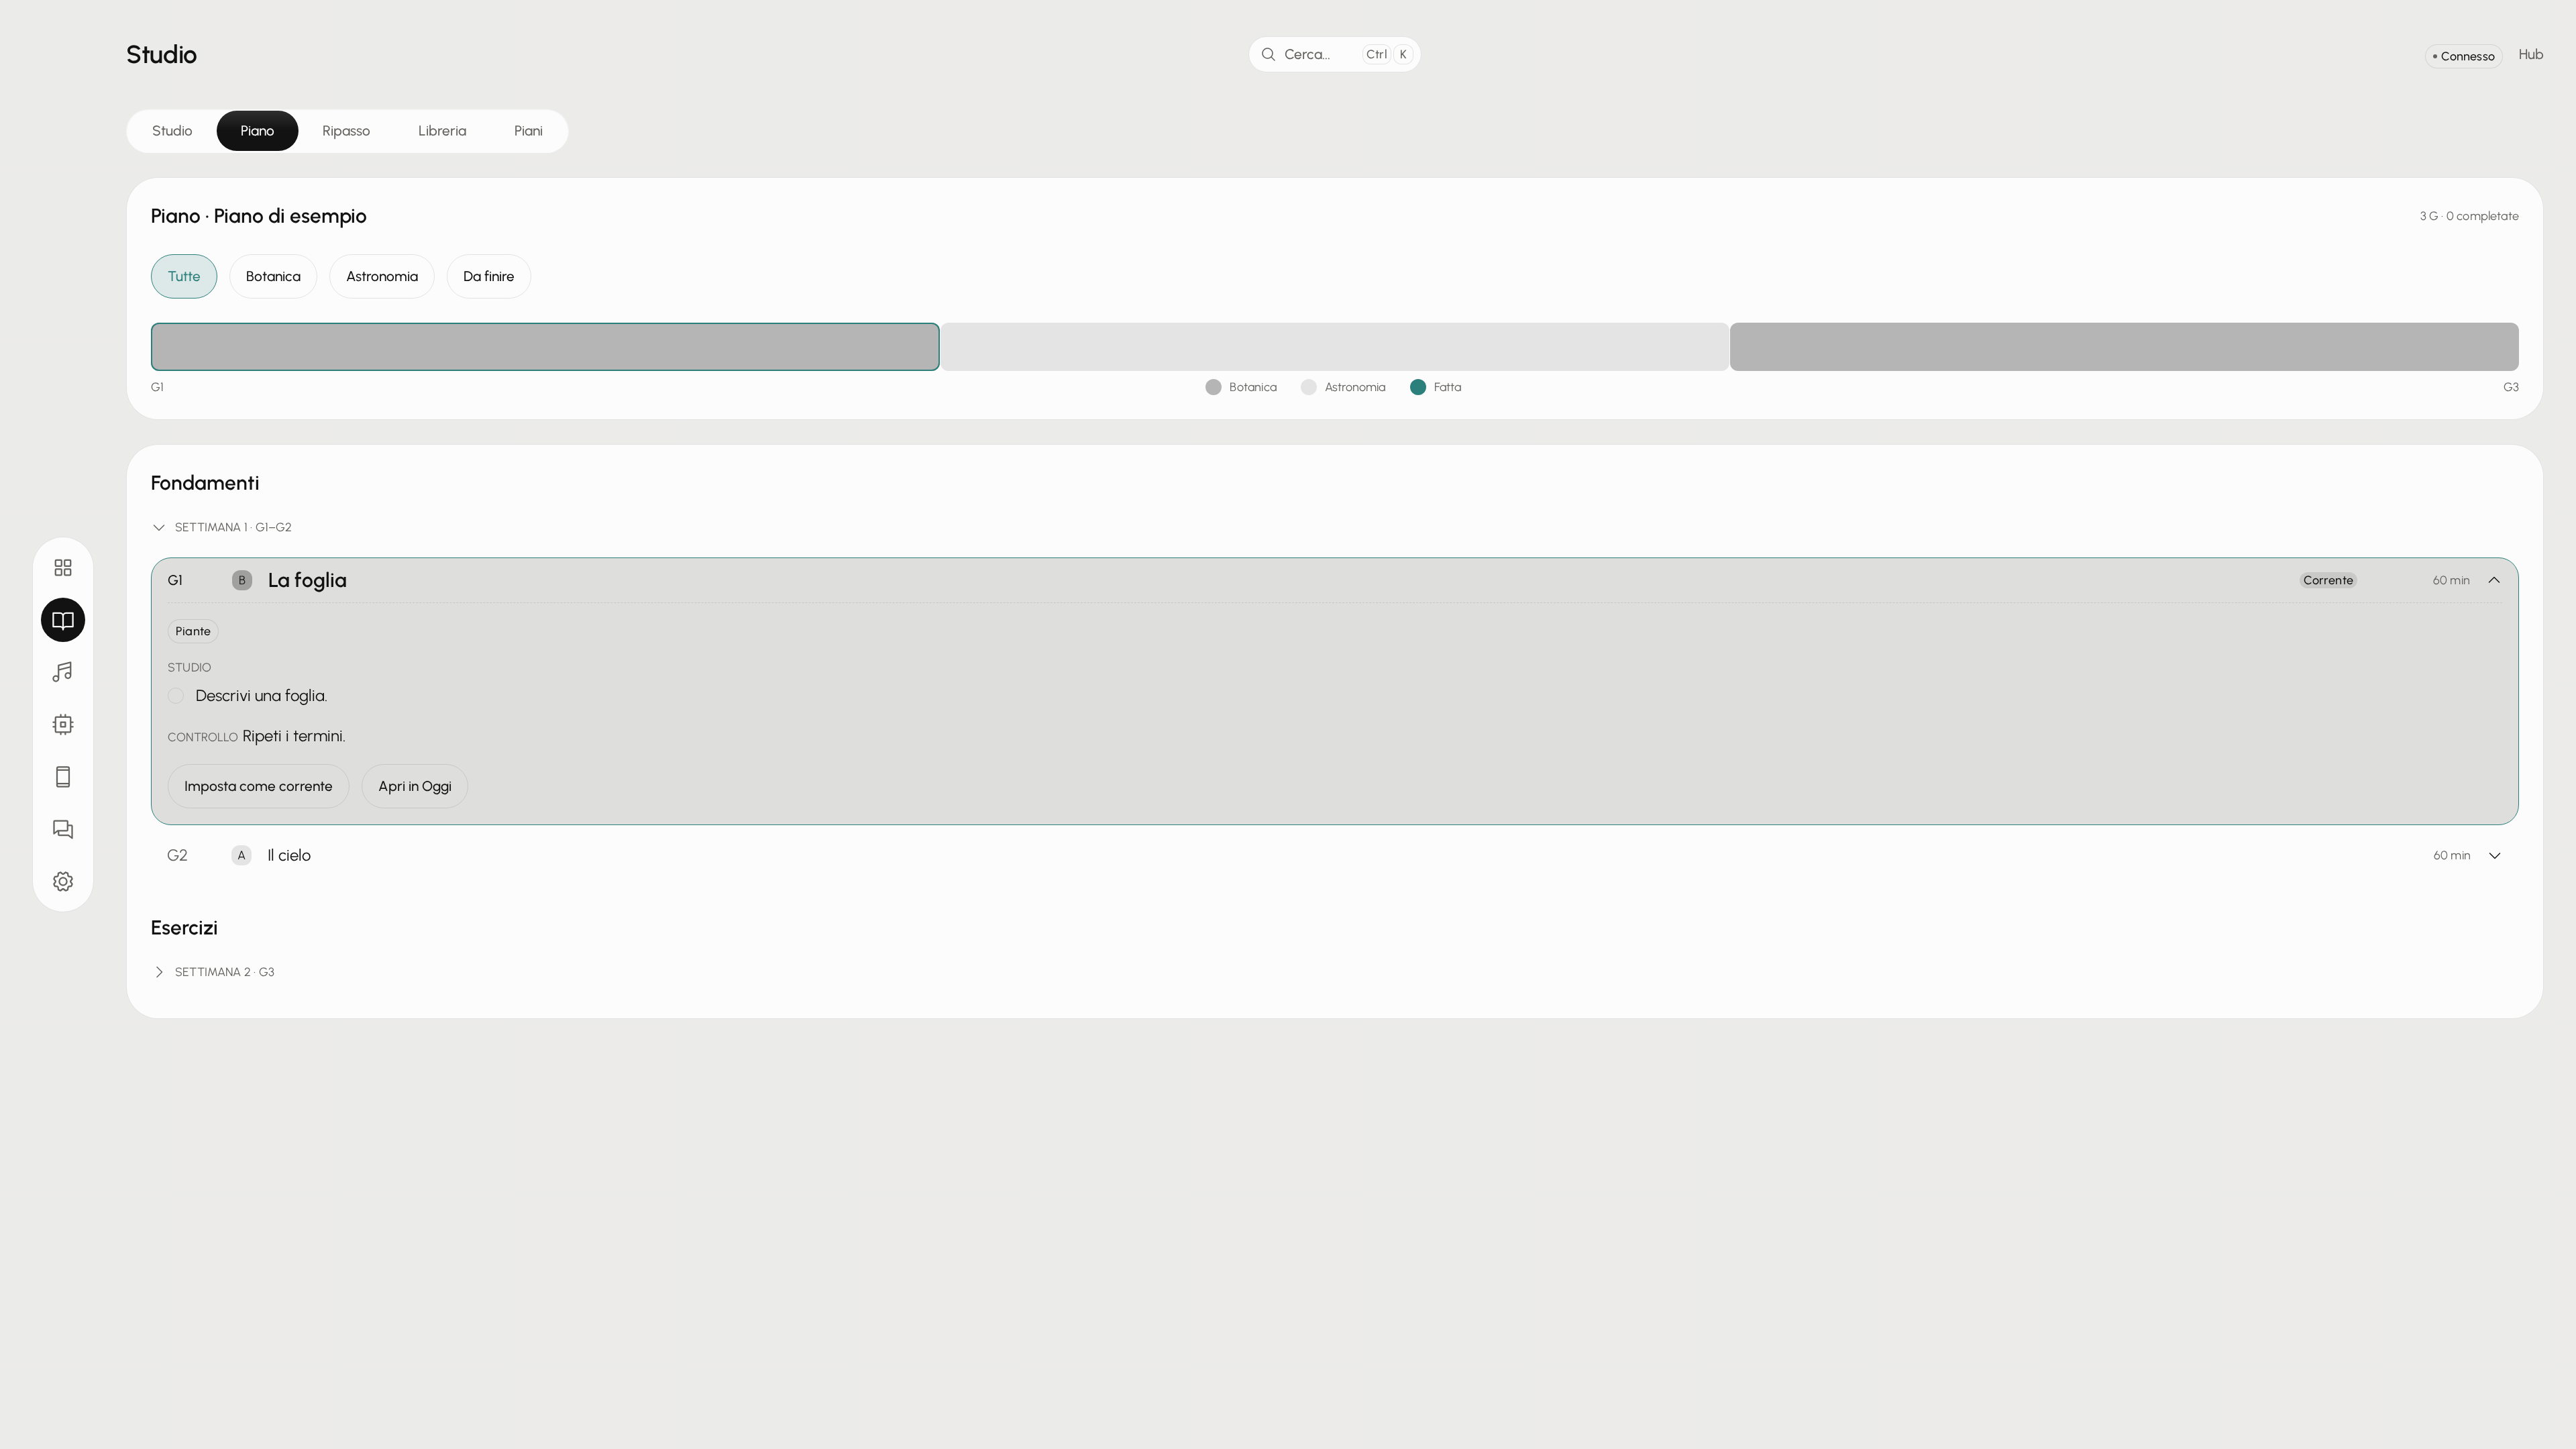 Studio
Cerca... Ctrl K
Connesso Hub
Studio Piano Ripasso Libreria Piani
Piano · Piano di esempio
3 G · 0 completate
Tutte Botanica Astronomia Da finire
G1 Botanica Astronomia Fatta G3
Fondamenti
SETTIMANA 1 · G1–G2
G1 B La foglia Corrente 60 min
Piante
STUDIO
Descrivi una foglia.
CONTROLLO Ripeti i termini.
Imposta come corrente Apri in Oggi
G2 A Il cielo 60 min
Esercizi
SETTIMANA 2 · G3